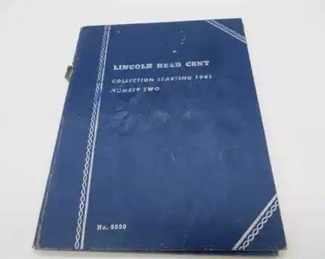 LINCOLN HEAD CENT
COLLECTION STARTING 1941
NUMBER TWO
No. 9030